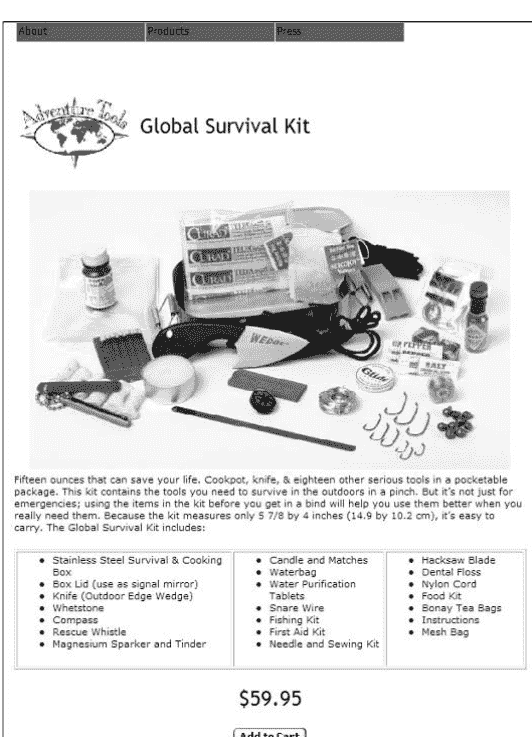 About Products Press
Adventure Tools
Global Survival Kit
CURAD
CURAD
CURAD
WEDGE
PEPPER
SALT
Glide
Fifteen ounces that can save your life. Cookpot, knife, & eighteen other serious tools in a pocketable
package. This kit contains the tools you need to survive in the outdoors in a pinch. But it's not just for
emergencies; using the items in the kit before you get in a bind will help you use them better when you
really need them. Because the kit measures only 5 7/8 by 4 inches (14.9 by 10.2 cm), it's easy to
carry. The Global Survival Kit includes:
Stainless Steel Survival & Cooking
Box
Box Lid (use as signal mirror)
Knife (Outdoor Edge Wedge)
Whetstone
Compass
Rescue Whistle
Magnesium Sparker and Tinder
Candle and Matches
Waterbag
Water Purification
Tablets
Snare Wire
Fishing Kit
First Aid Kit
Needle and Sewing Kit
Hacksaw Blade
Dental Floss
Nylon Cord
Food Kit
Bonay Tea Bags
Instructions
Mesh Bag
$59.95
Add to Cart